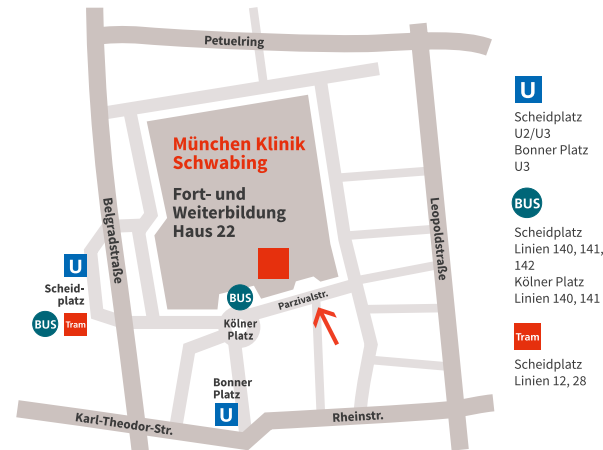 Petuelring
München Klinik
Schwabing
Fort- und
Weiterbildung
Haus 22
Belgradstraße
Leopoldstraße
U
Scheid-
platz
BUS
Tram
BUS
Kölner
Platz
Parzivalstr.
Bonner
Platz
U
Karl-Theodor-Str.
Rheinstr.
U
Scheidplatz
U2/U3
Bonner Platz
U3
BUS
Scheidplatz
Linien 140, 141,
142
Kölner Platz
Linien 140, 141
Tram
Scheidplatz
Linien 12, 28